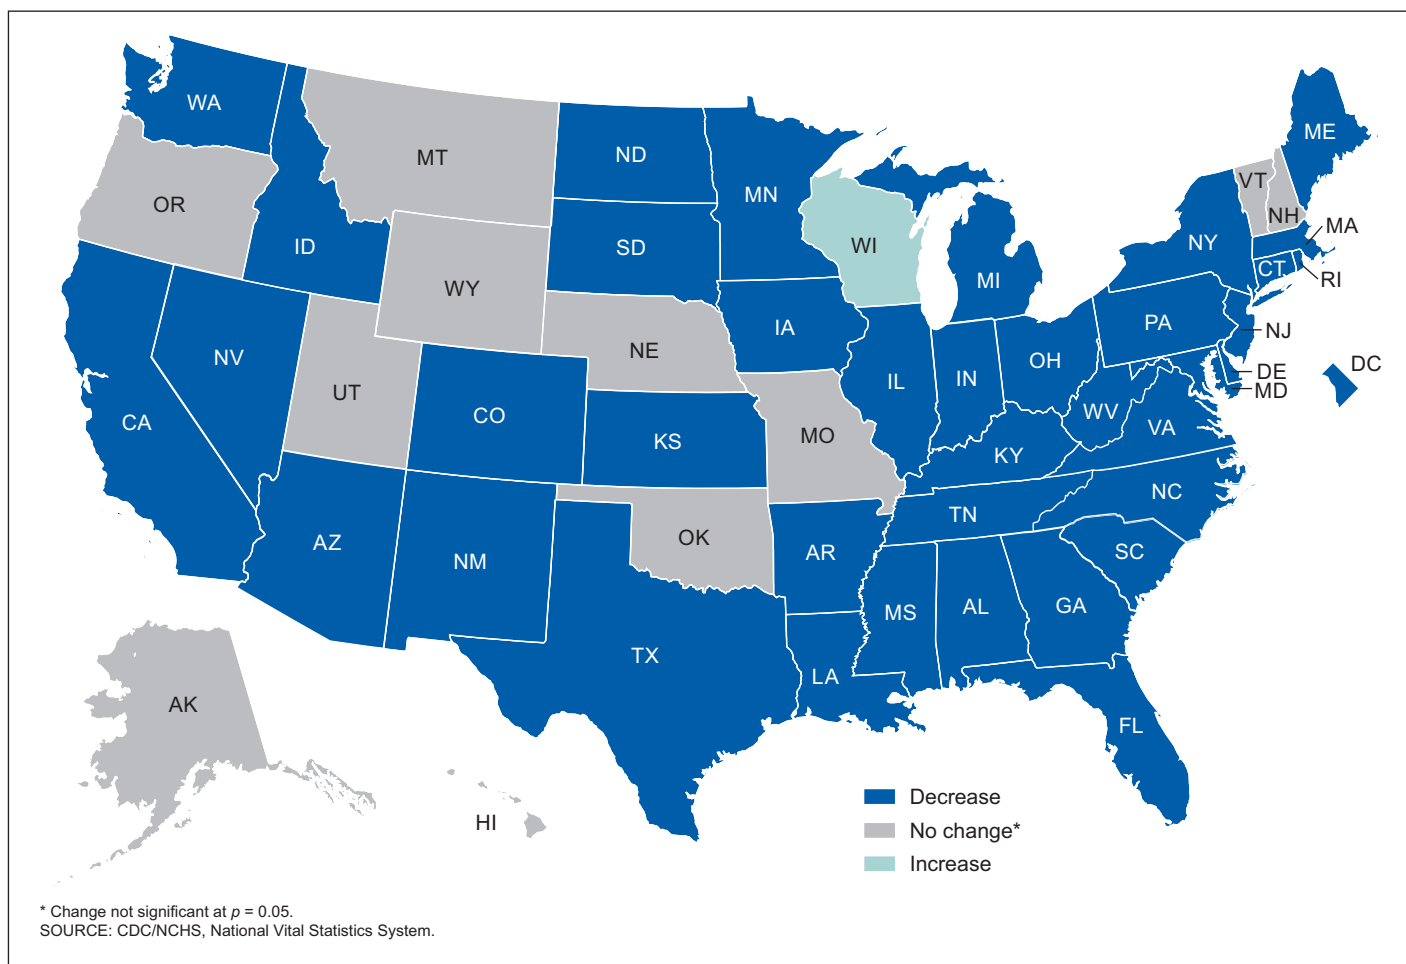 WA
MT
ND
MN
ME
OR
ID
SD
WI
VT
NH
NY
MA
WY
MI
CT
RI
NV
UT
NE
IA
PA
NJ
CA
CO
KS
MO
IL
IN
OH
WV
VA
DE
MD
DC
KY
AZ
NM
OK
AR
TN
NC
SC
MS
AL
GA
TX
LA
AK
FL
HI
Decrease
No change*
Increase
* Change not significant at p = 0.05.
SOURCE: CDC/NCHS, National Vital Statistics System.